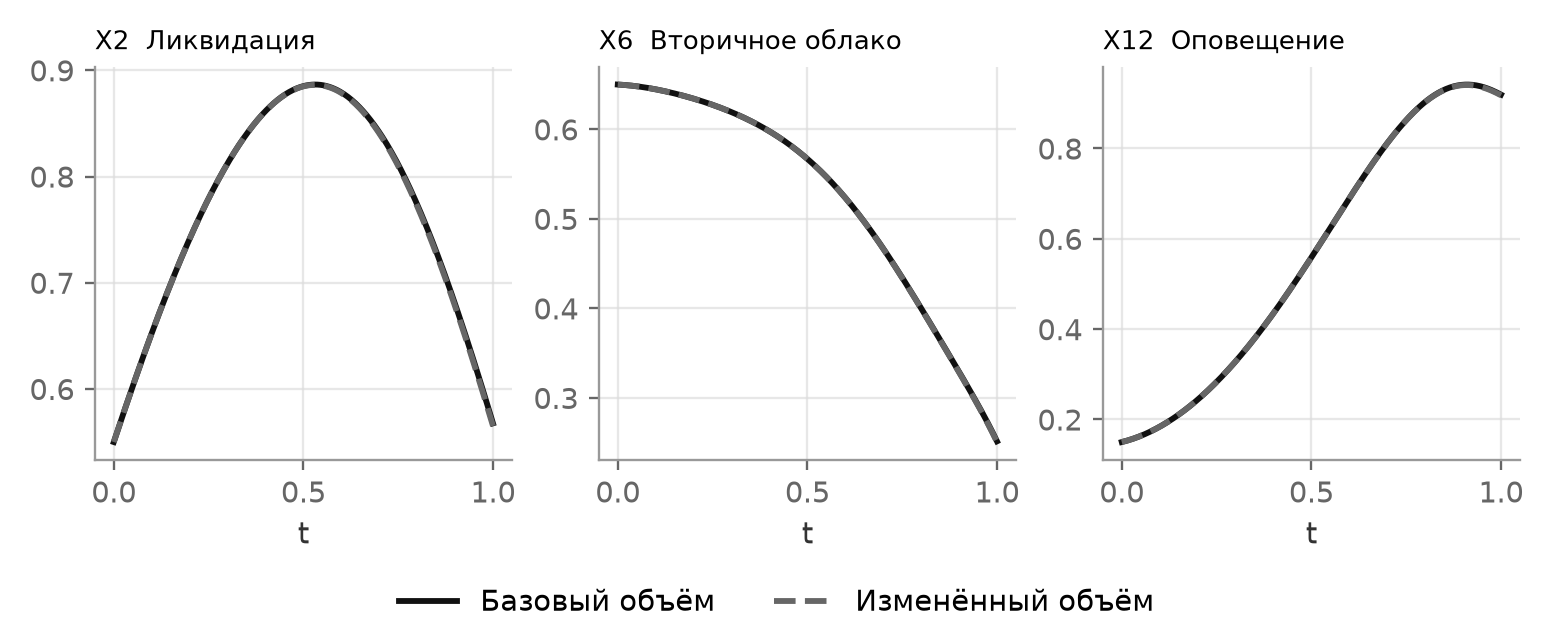 X2 Ликвидация
X6 Вторичное облако
X12 Оповещение
0.9
0.8
0.7
0.6
0.0 0.5 1.0
t
0.6
0.5
0.4
0.3
0.0 0.5 1.0
t
0.8
0.6
0.4
0.2
0.0 0.5 1.0
t
Базовый объём
Изменённый объём